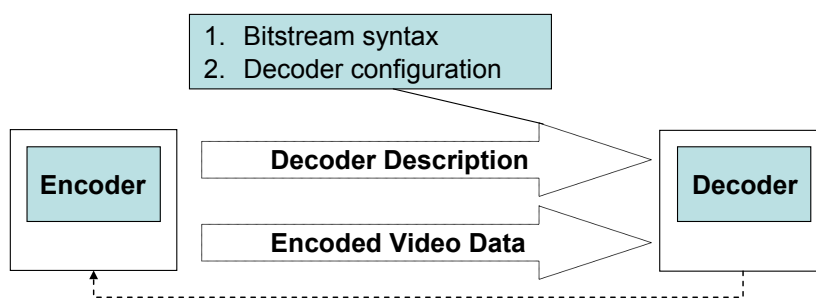 1. Bitstream syntax
2. Decoder configuration
Decoder Description
Encoder
Decoder
Encoded Video Data